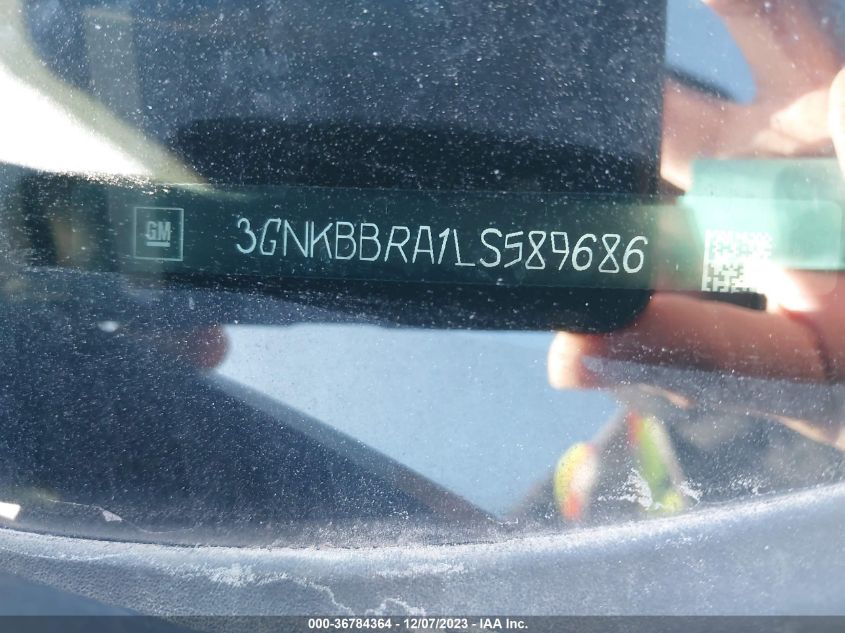 GM 3GNKBBRA1LS589686
000-36784364 - 12/07/2023 - IAA Inc.